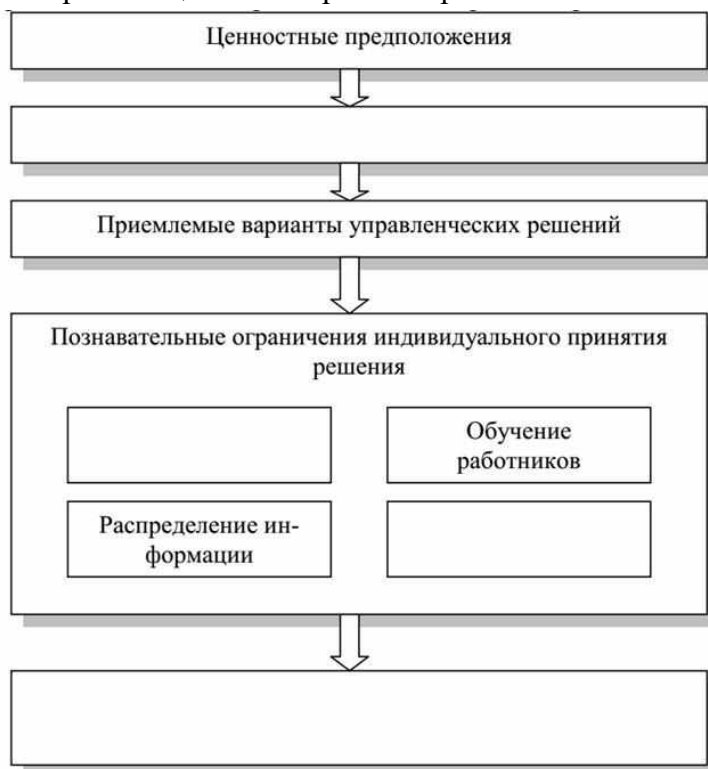 Ценностные предположения
Приемлемые варианты управленческих решений
Познавательные ограничения индивидуального принятия
решения
Обучение
работников
Распределение ин-
формации